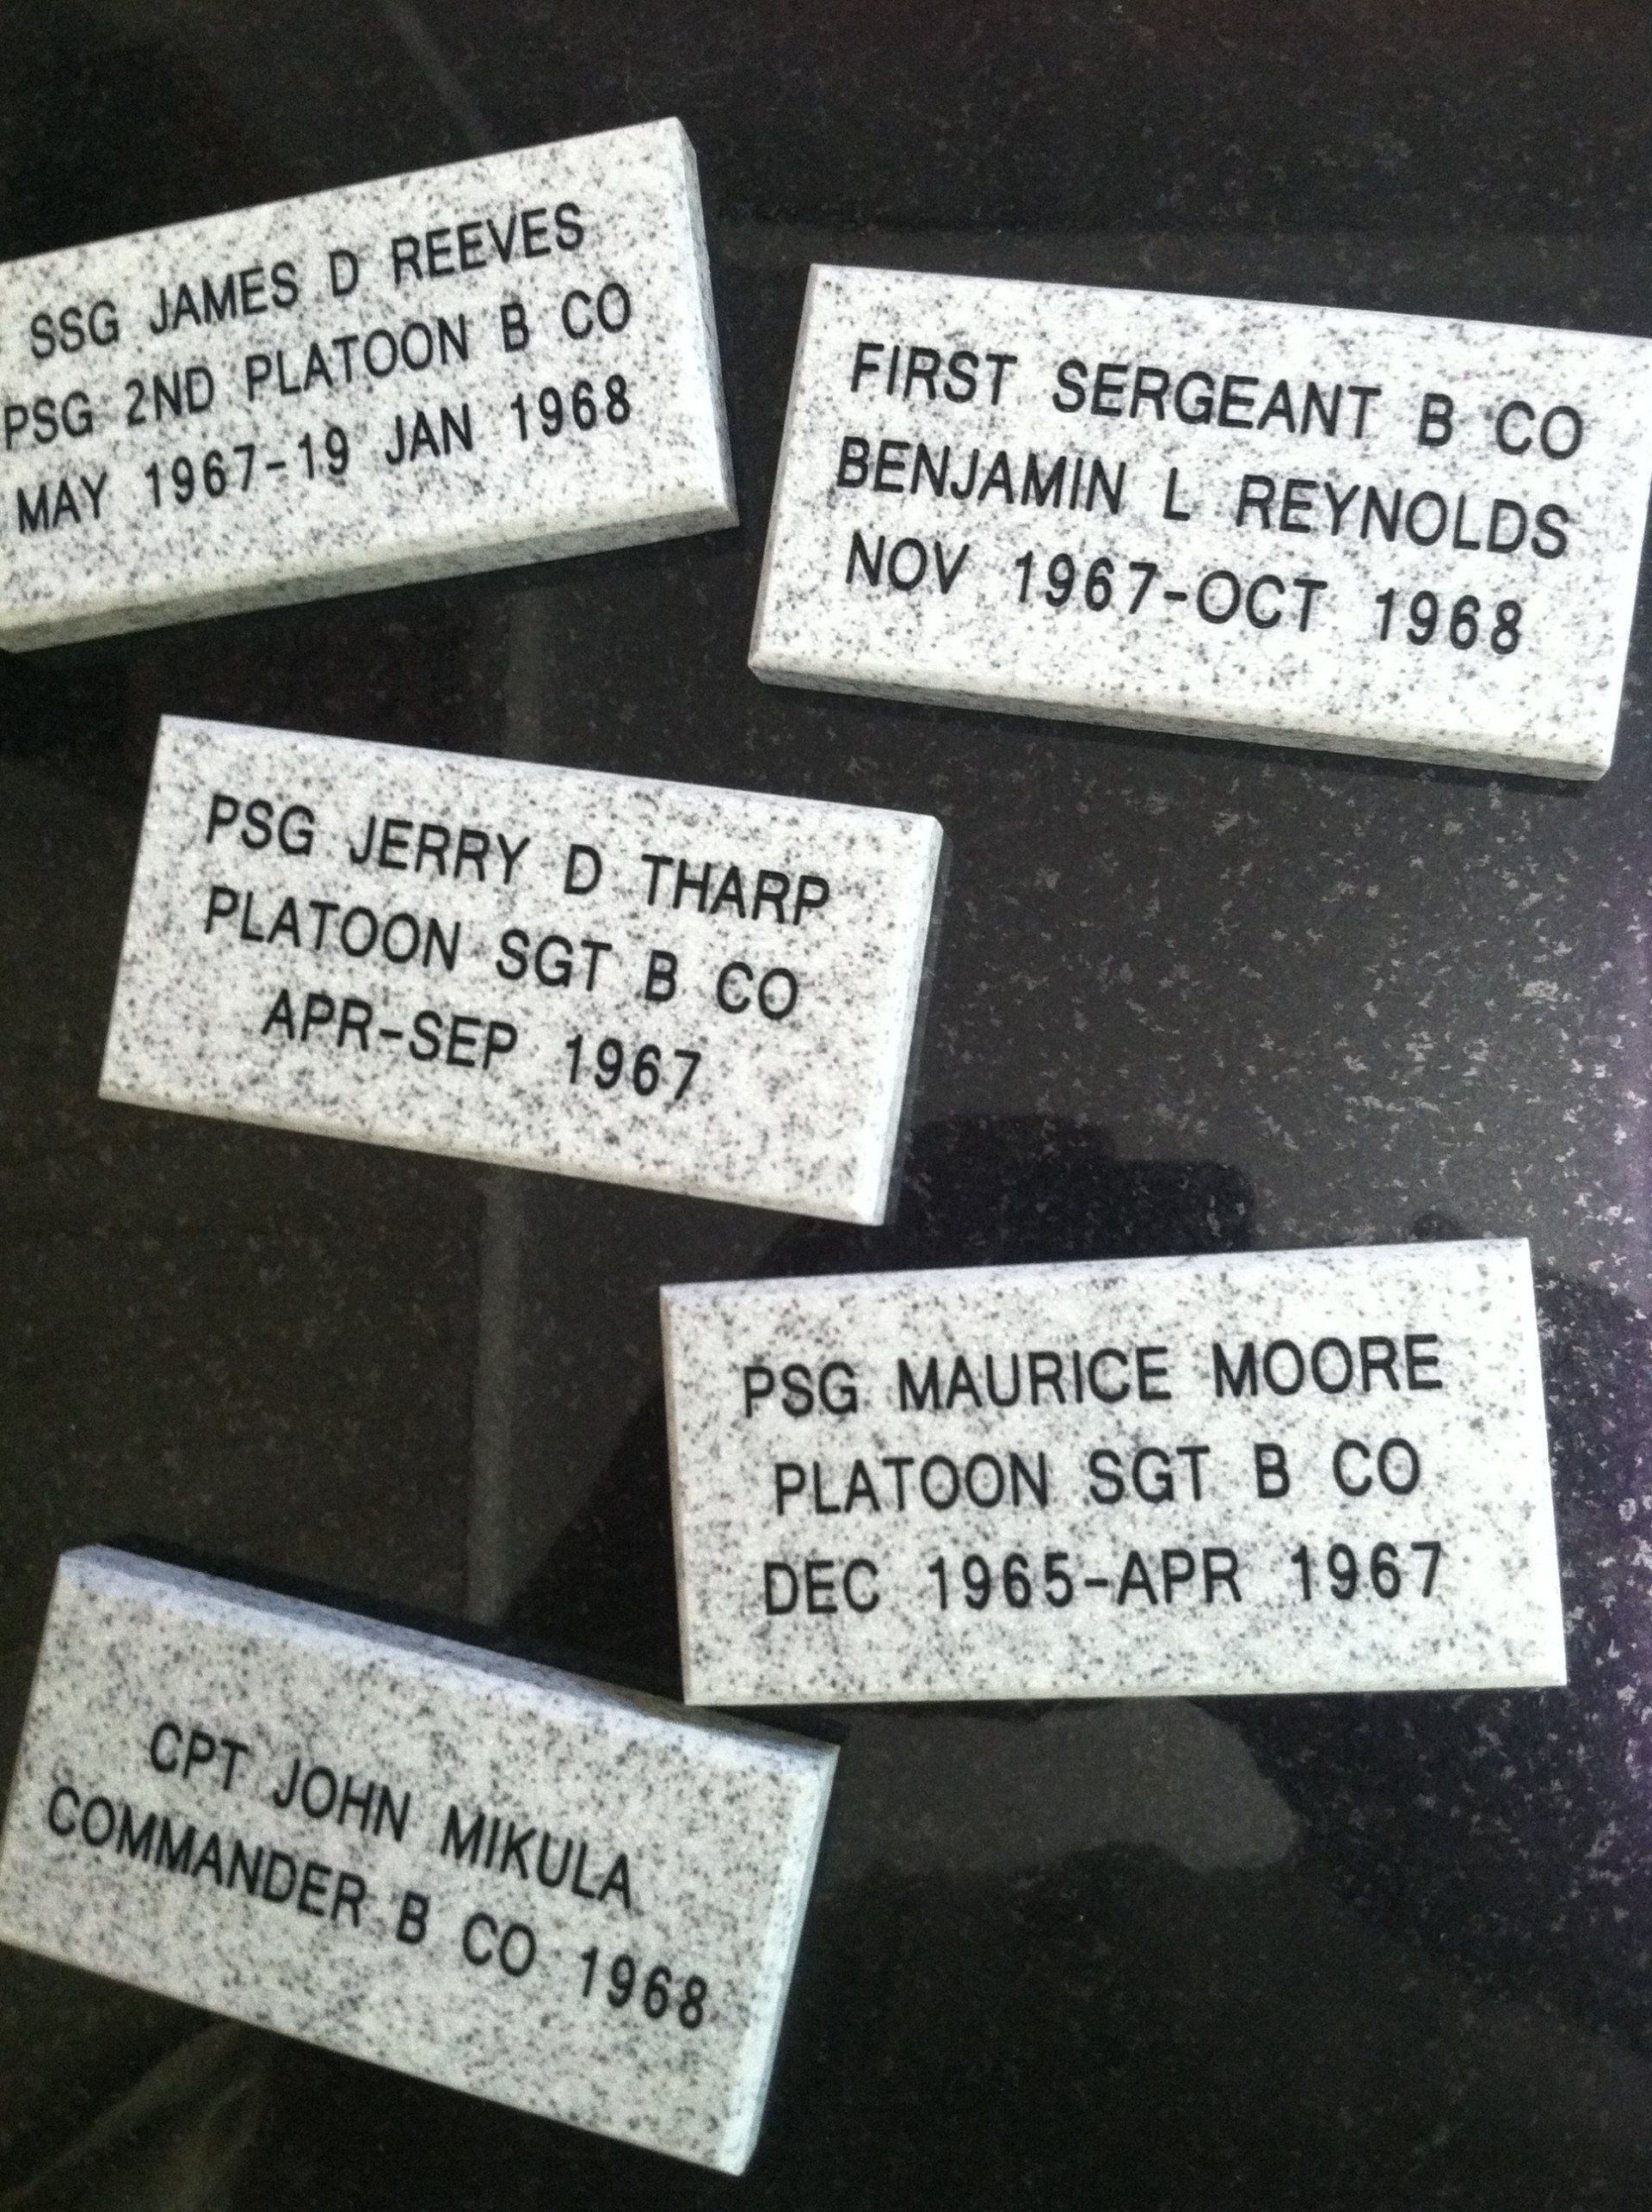 SSG JAMES D REEVES
PSG 2ND PLATOON B CO
MAY 1967-19 JAN 1968
FIRST SERGEANT B CO
BENJAMIN L REYNOLDS
NOV 1967-OCT 1968
PSG JERRY D THARP
PLATOON SGT B CO
APR-SEP 1967
PSG MAURICE MOORE
PLATOON SGT B CO
DEC 1965-APR 1967
CPT JOHN MIKULA
COMMANDER B CO 1968